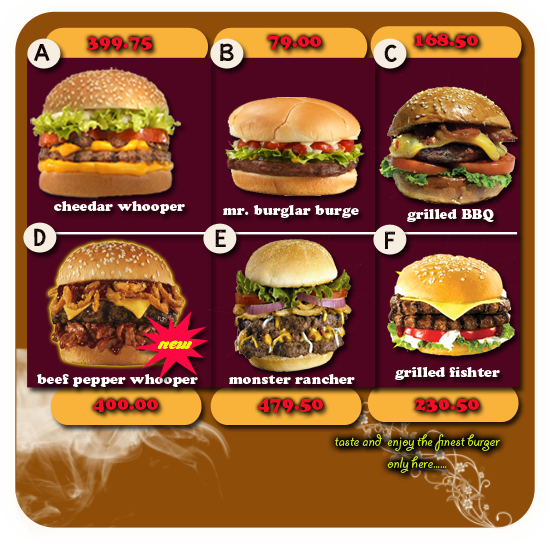 A 399.75
B 79.00
C 168.50
cheedar whooper
mr. burglar burge
grilled BBQ
D
E
F
new
beef pepper whooper
monster rancher
grilled fishter
400.00
479.50
230.50
taste and enjoy the finest burger
only here......